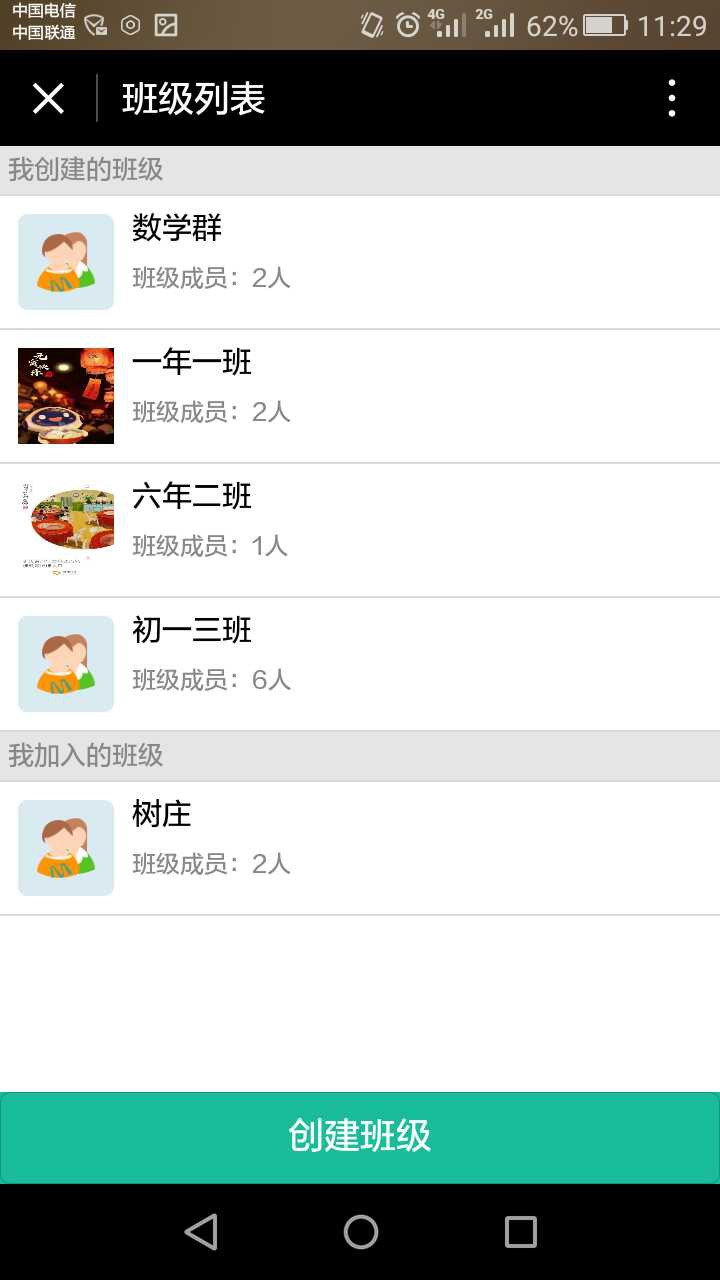 中国电信
中国联通
4G
2G
62%
11:29
班级列表
我创建的班级
数学群
班级成员：2人
元宵快乐
一年一班
班级成员：2人
六年二班
班级成员：1人
初一三班
班级成员：6人
我加入的班级
树庄
班级成员：2人
创建班级